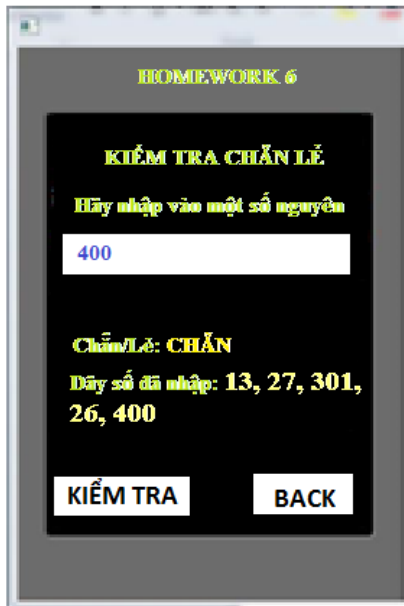 HOMEWORK 6
KIỂM TRA CHẴN LẺ
Hãy nhập vào một số nguyên
400
Chẵn/Lẻ: CHẴN
Dãy số đã nhập: 13, 27, 301,
26, 400
KIỂM TRA
BACK